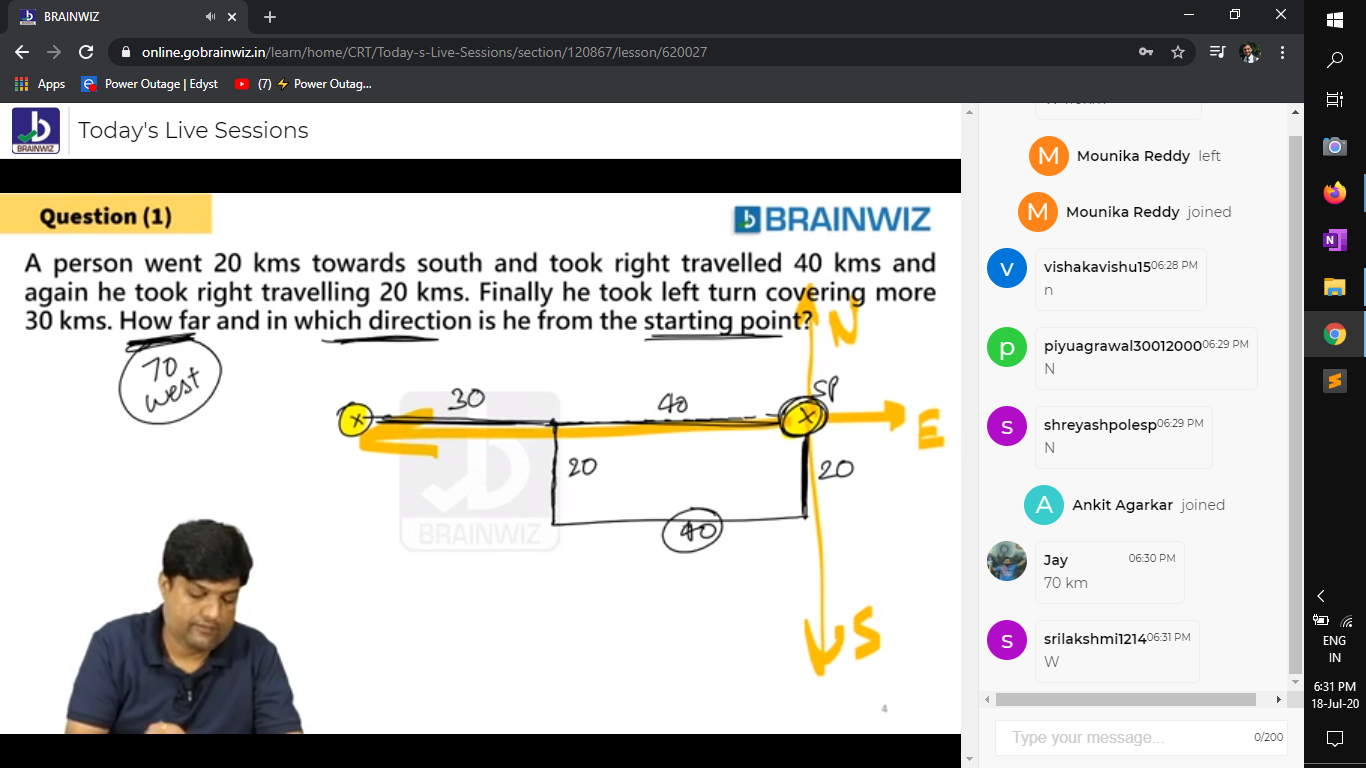 BRAINWIZ
online.gobrainwiz.in/learn/home/CRT/Today-s-Live-Sessions/section/120867/lesson/620027
Apps
Power Outage | Edyst
(7) ⚡ Power Outag...
BRAINWIZ
Today's Live Sessions
Question (1)
BRAINWIZ
A person went 20 kms towards south and took right travelled 40 kms and
again he took right travelling 20 kms. Finally he took left turn covering more
30 kms. How far and in which direction is he from the starting point?
N
70
west
30
40
SP
X
X
E
20
20
BRAINWIZ
40
S
4
Mounika Reddy left
M
Mounika Reddy joined
M
v
vishakavishu15 06:28 PM
n
p
piyuagrawal30012000 06:29 PM
N
s
shreyashpolesp 06:29 PM
N
A
Ankit Agarkar joined
Jay 06:30 PM
70 km
s
srilakshmi1214 06:31 PM
W
Type your message...
0/200
N
ENG
IN
6:31 PM
18-Jul-20